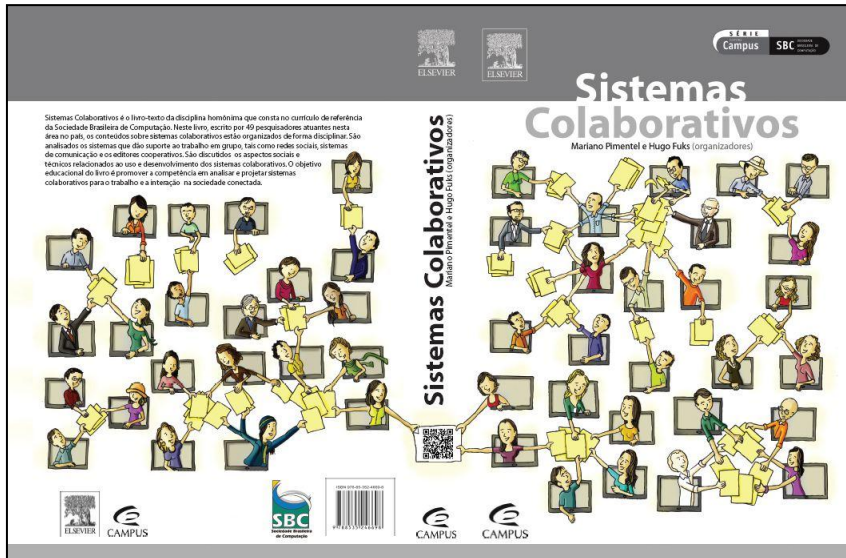 Sistemas Colaborativos é o livro-texto da disciplina homônima que consta no currículo de referência
da Sociedade Brasileira de Computação. Neste livro, escrito por 49 pesquisadores atuantes nesta
área no país, os conteúdos sobre sistemas colaborativos estão organizados de forma disciplinar. São
analisados os sistemas que dão suporte ao trabalho em grupo, tais como redes sociais, sistemas
de comunicação e os editores cooperativos. São discutidos os aspectos sociais e
técnicos relacionados ao uso e desenvolvimento dos sistemas colaborativos. O objetivo
educacional do livro é promover a competência em analisar e projetar sistemas
colaborativos para o trabalho e a interação na sociedade conectada.
ELSEVIER
CAMPUS
SBC
Sociedade Brasileira
de Computação
ELSEVIER
Sistemas Colaborativos
Mariano Pimentel e Hugo Fuks (organizadores)
CAMPUS
ELSEVIER
SÉRIE
Campus
SBC
Sistemas
Colaborativos
Mariano Pimentel e Hugo Fuks (organizadores)
CAMPUS